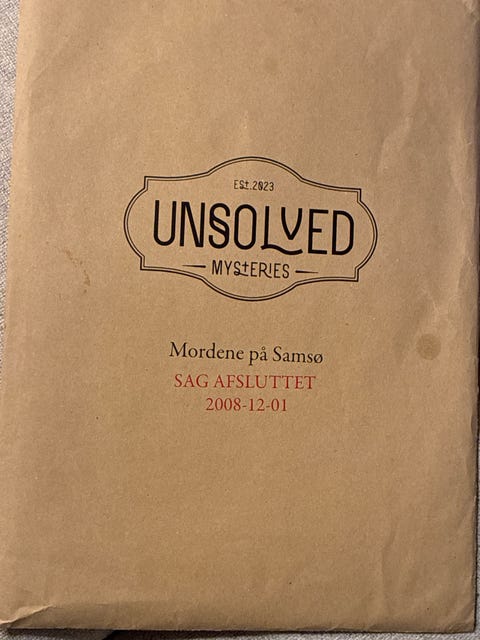 Est.2023
UNSOLVED
MYSTERIES
Mordene på Samsø
SAG AFSLUTTET
2008-12-01